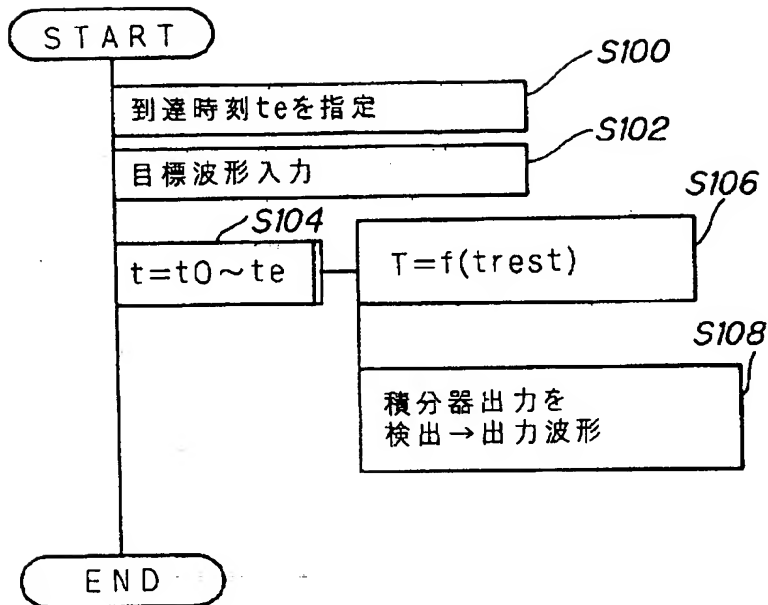 START
S100
到達時刻teを指定
S102
目標波形入力
S104
t=t0~te
S106
T=f(trest)
S108
積分器出力を
検出→出力波形
END